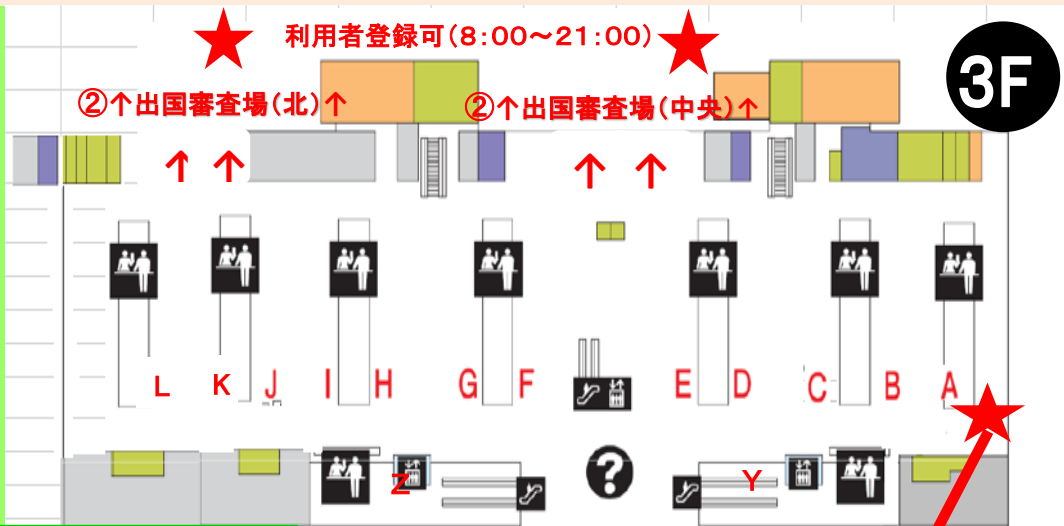 利用者登録可(8:00～21:00)
3F
②↑出国審査場(北)↑
②↑出国審査場(中央)↑
↑ ↑ ↑ ↑
L K J I H G F E D C B A
?
Z Y